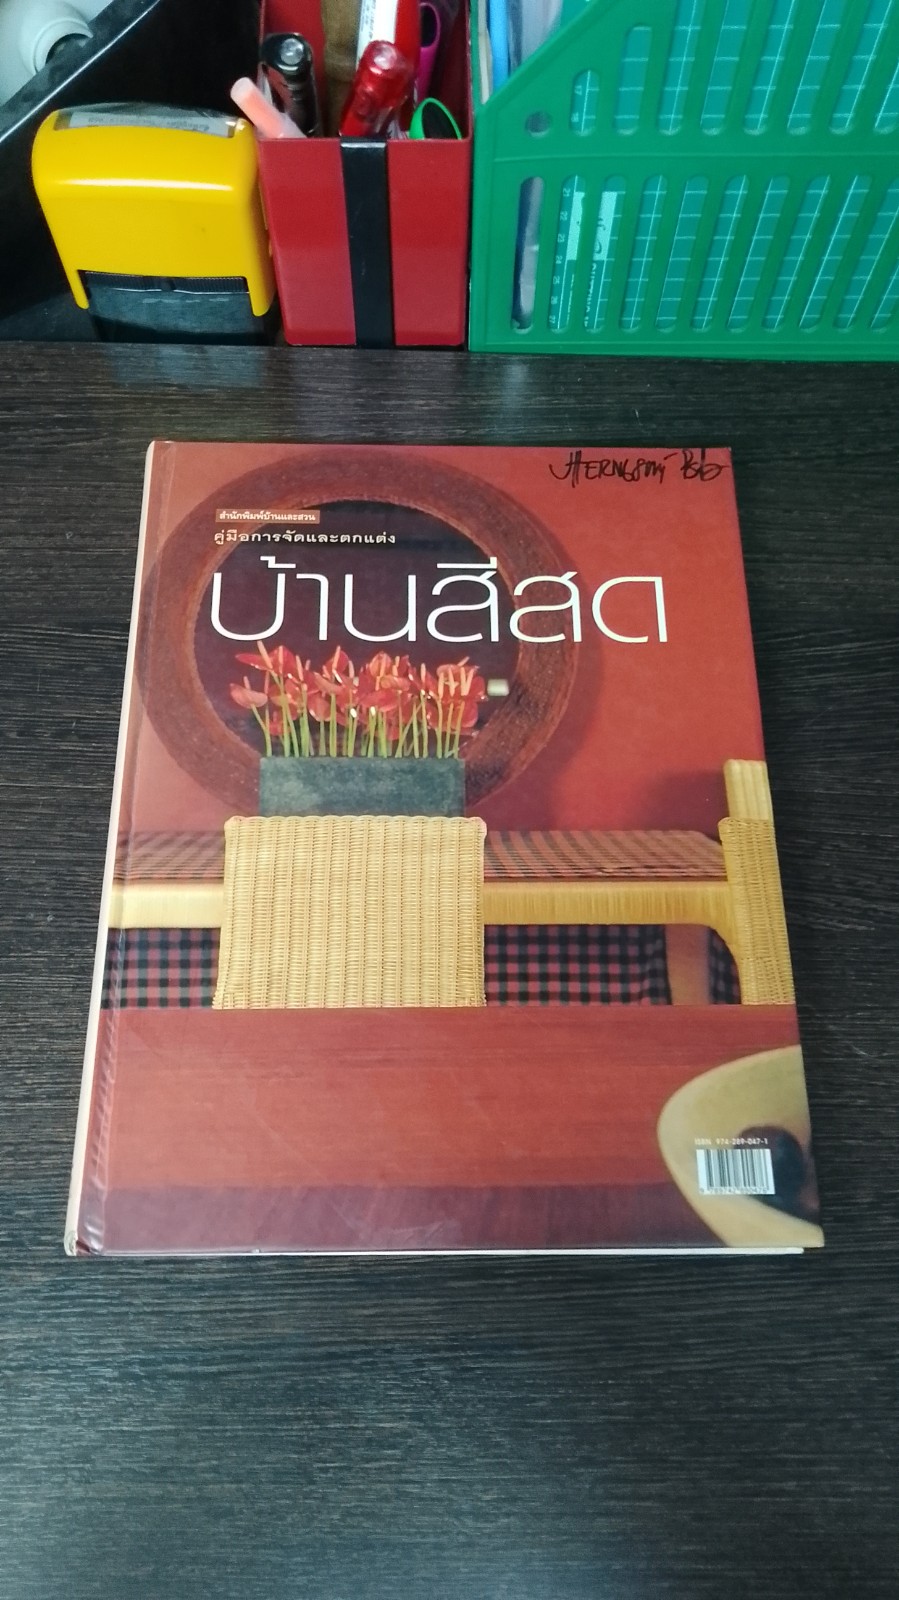 สำนักพิมพ์บ้านและสวน
คู่มือการจัดและตกแต่ง
บ้านสีสด
ISBN 974-289-047-1